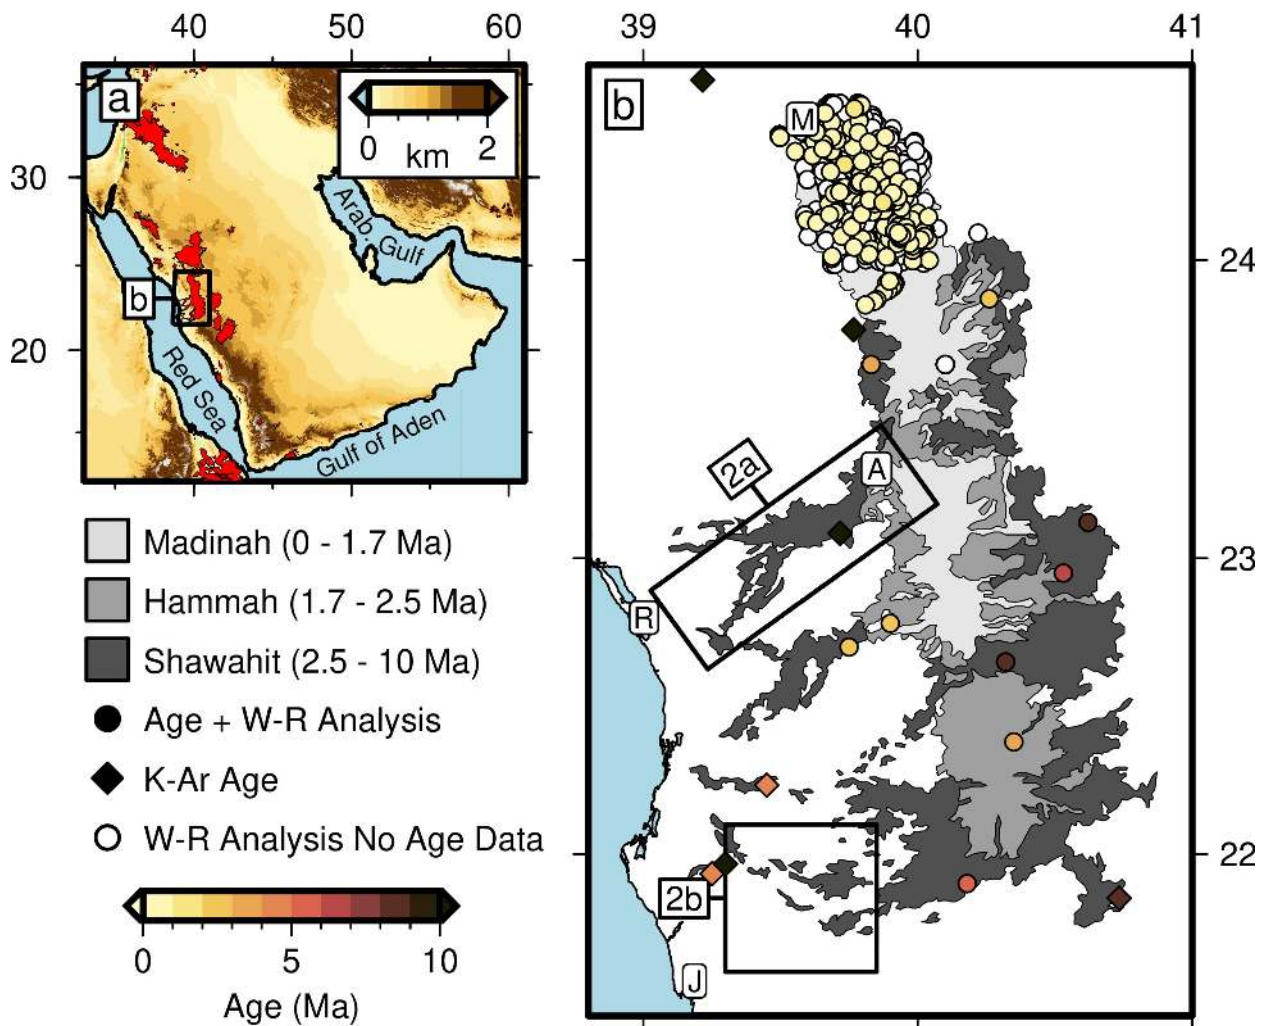 40 50 60
39 40 41
a
0 km 2
b
M
30
Arab. Gulf
24
b
20
Red Sea
Gulf of Aden
2a
A
Madinah (0 - 1.7 Ma)
23
Hammah (1.7 - 2.5 Ma)
R
Shawahit (2.5 - 10 Ma)
Age + W-R Analysis
K-Ar Age
W-R Analysis No Age Data
22
2b
0 5 10
J
Age (Ma)